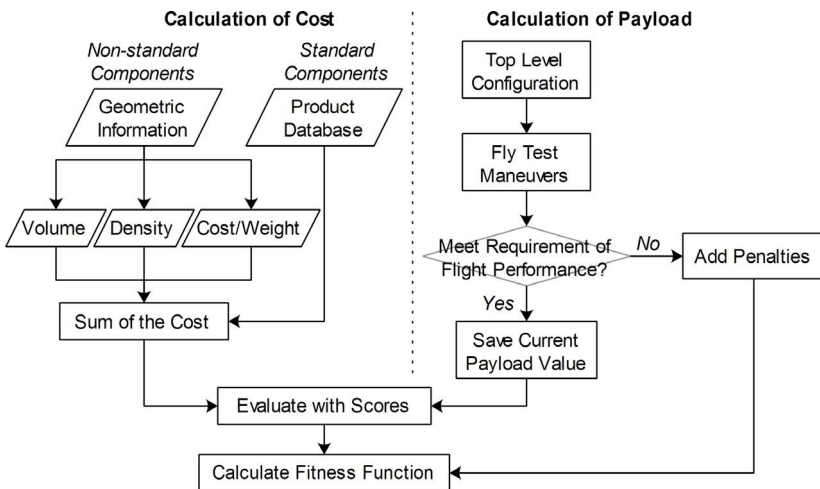 Calculation of Cost
Non-standard
Components
Standard
Components
Geometric
Information
Product
Database
Volume
Density
Cost/Weight
Sum of the Cost
Calculation of Payload
Top Level
Configuration
Fly Test
Maneuvers
Meet Requirement of
Flight Performance?
No
Add Penalties
Yes
Save Current
Payload Value
Evaluate with Scores
Calculate Fitness Function